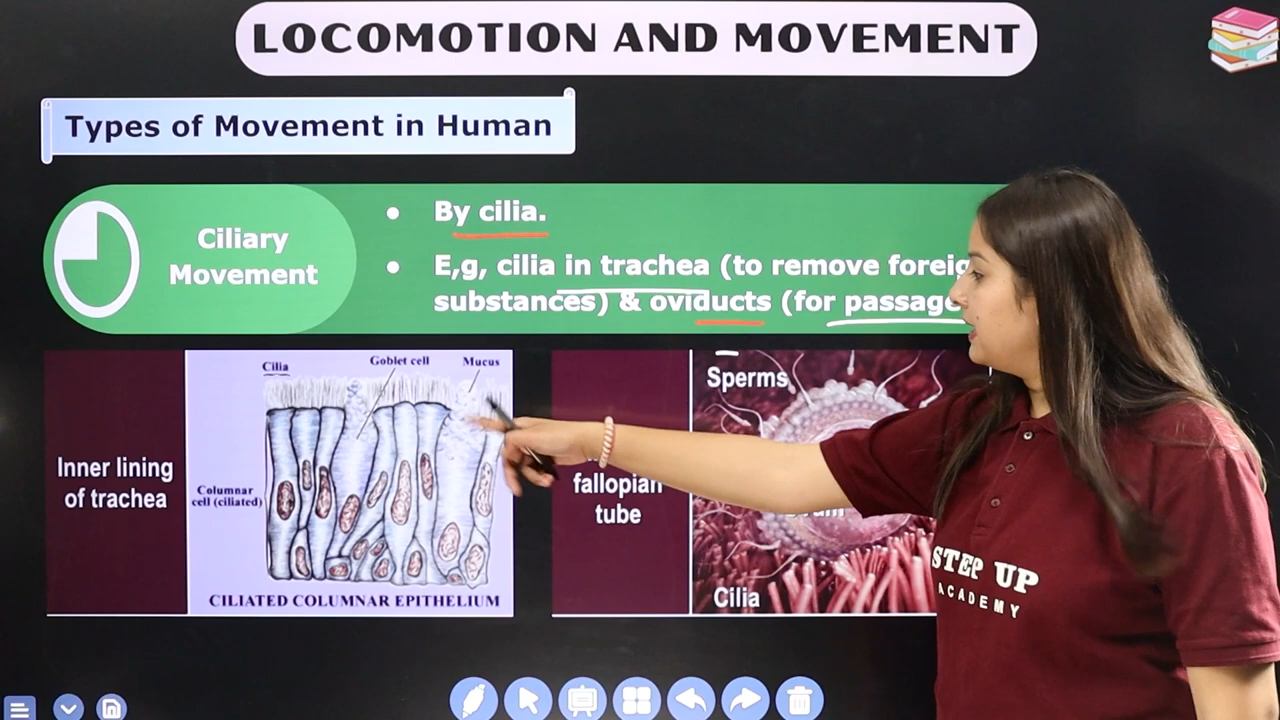 LOCOMOTION AND MOVEMENT
Types of Movement in Human
Ciliary
Movement
By cilia.
E,g, cilia in trachea (to remove
substances) & oviducts (for passage
Inner lining
of trachea
Cilia
Goblet cell
Mucus
Columnar
cell (ciliated)
CILIATED COLUMNAR EPITHELIUM
fallopian
tube
Sperms
Cilia
STEP UP
ACADEMY